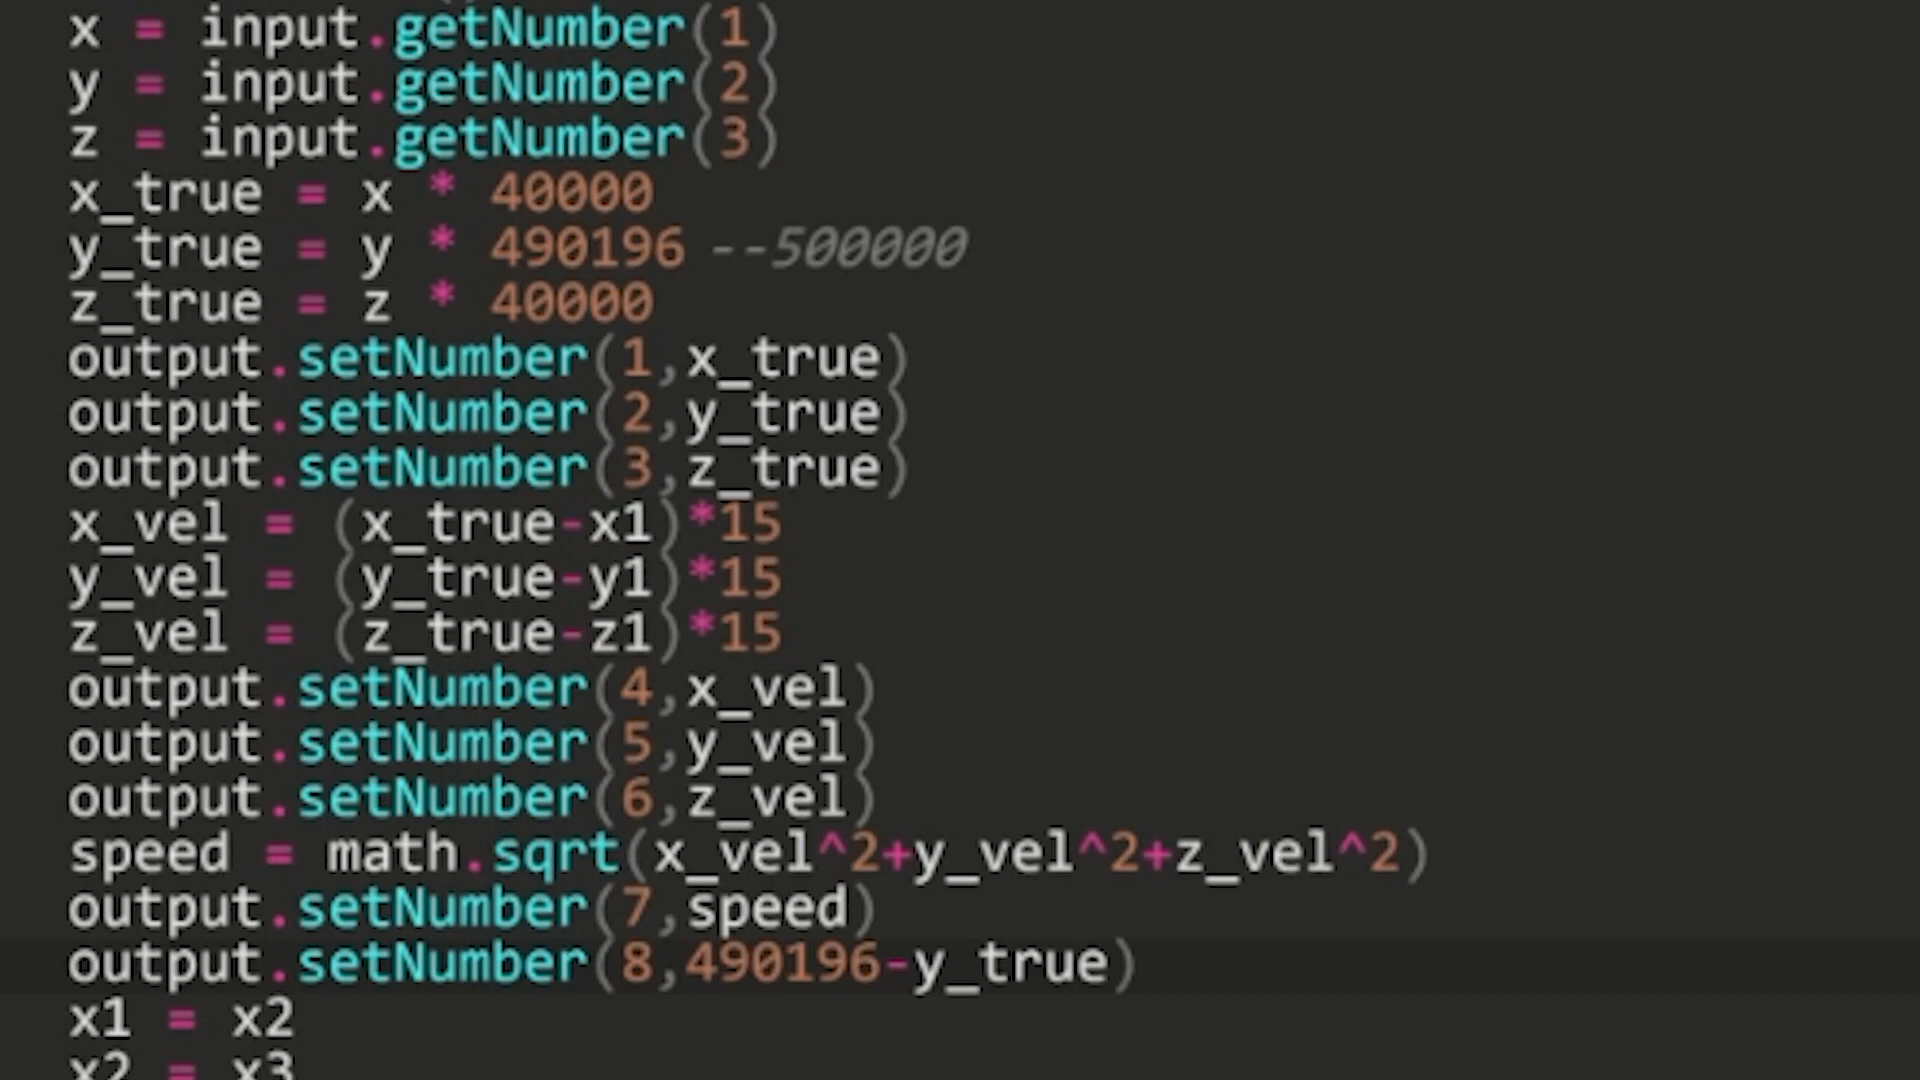 x = input.getNumber(1)
y = input.getNumber(2)
z = input.getNumber(3)
x_true = x * 40000
y_true = y * 490196 --500000
z_true = z * 40000
output.setNumber(1,x_true)
output.setNumber(2,y_true)
output.setNumber(3,z_true)
x_vel = (x_true-x1)*15
y_vel = (y_true-y1)*15
z_vel = (z_true-z1)*15
output.setNumber(4,x_vel)
output.setNumber(5,y_vel)
output.setNumber(6,z_vel)
speed = math.sqrt(x_vel^2+y_vel^2+z_vel^2)
output.setNumber(7,speed)
output.setNumber(8,490196-y_true)
x1 = x2
x2 = x3